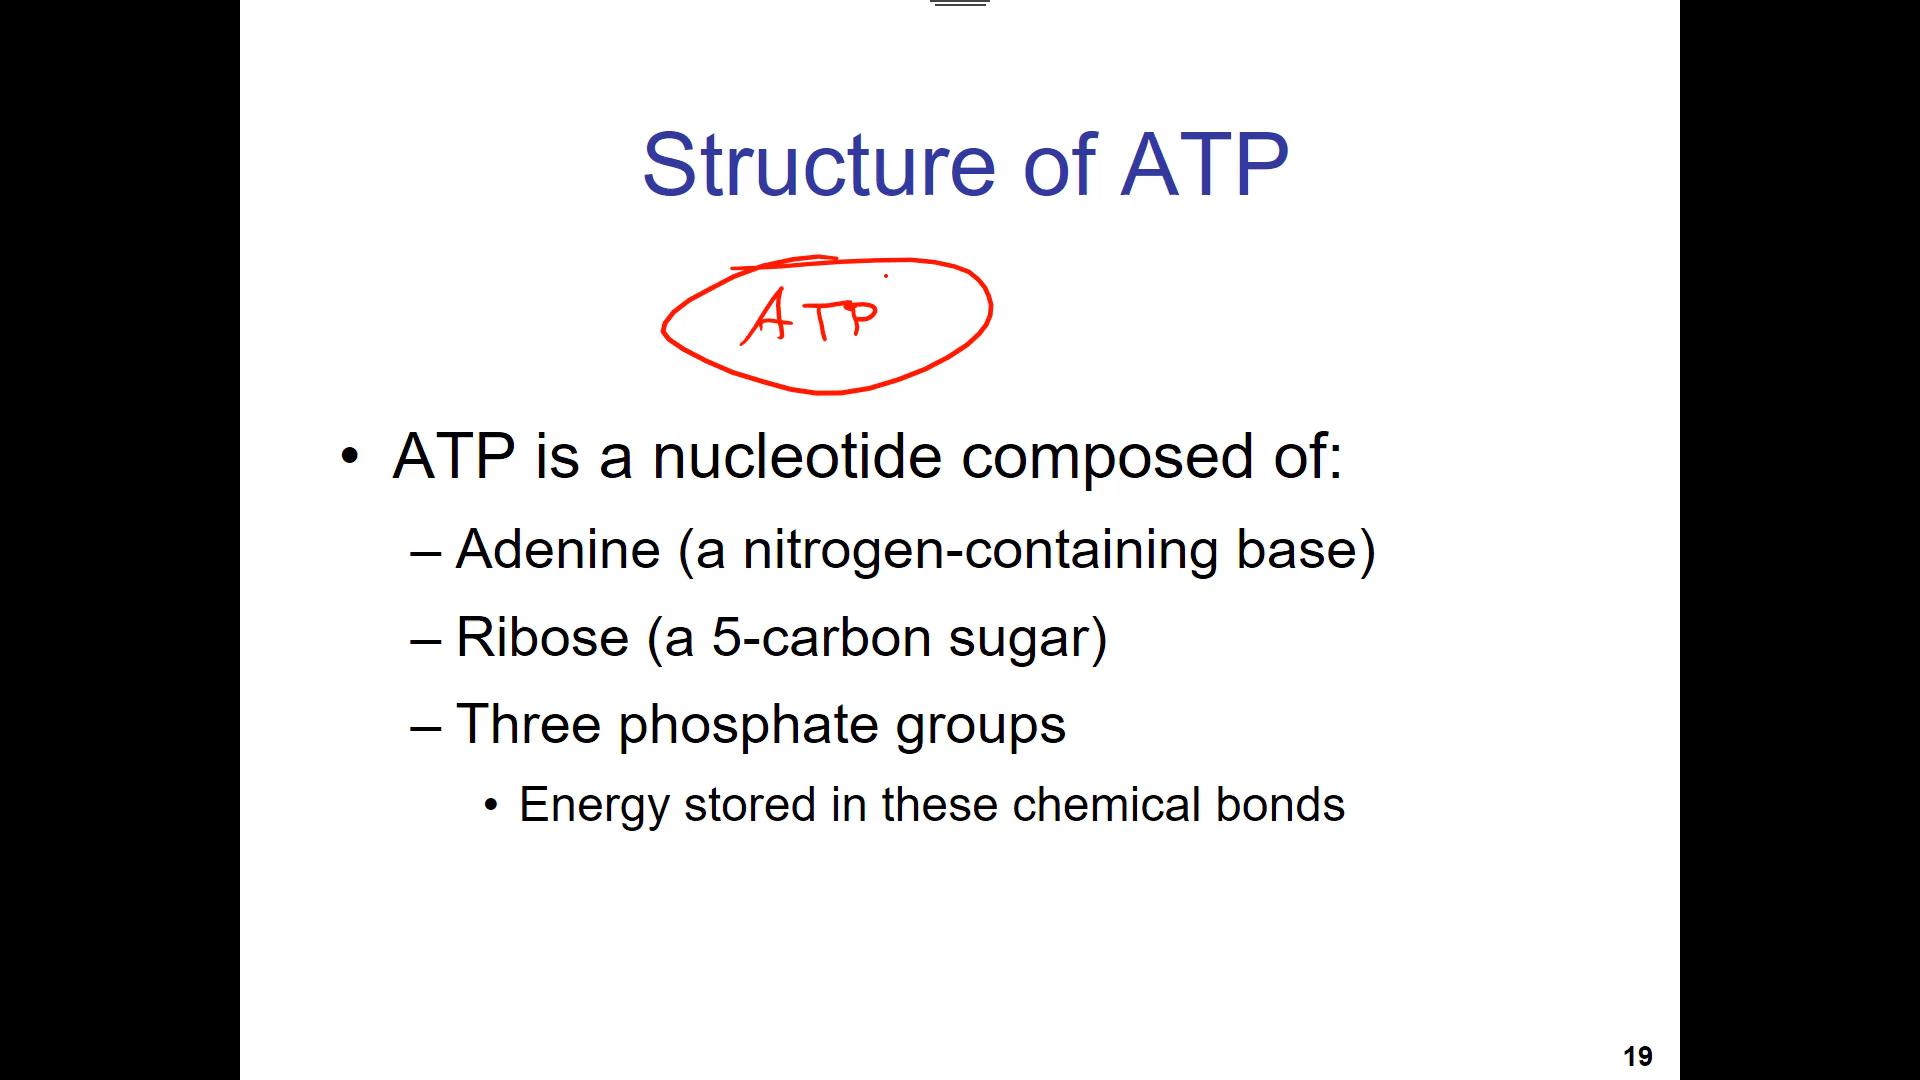 Structure of ATP
ATP
• ATP is a nucleotide composed of:
– Adenine (a nitrogen-containing base)
– Ribose (a 5-carbon sugar)
– Three phosphate groups
• Energy stored in these chemical bonds
19